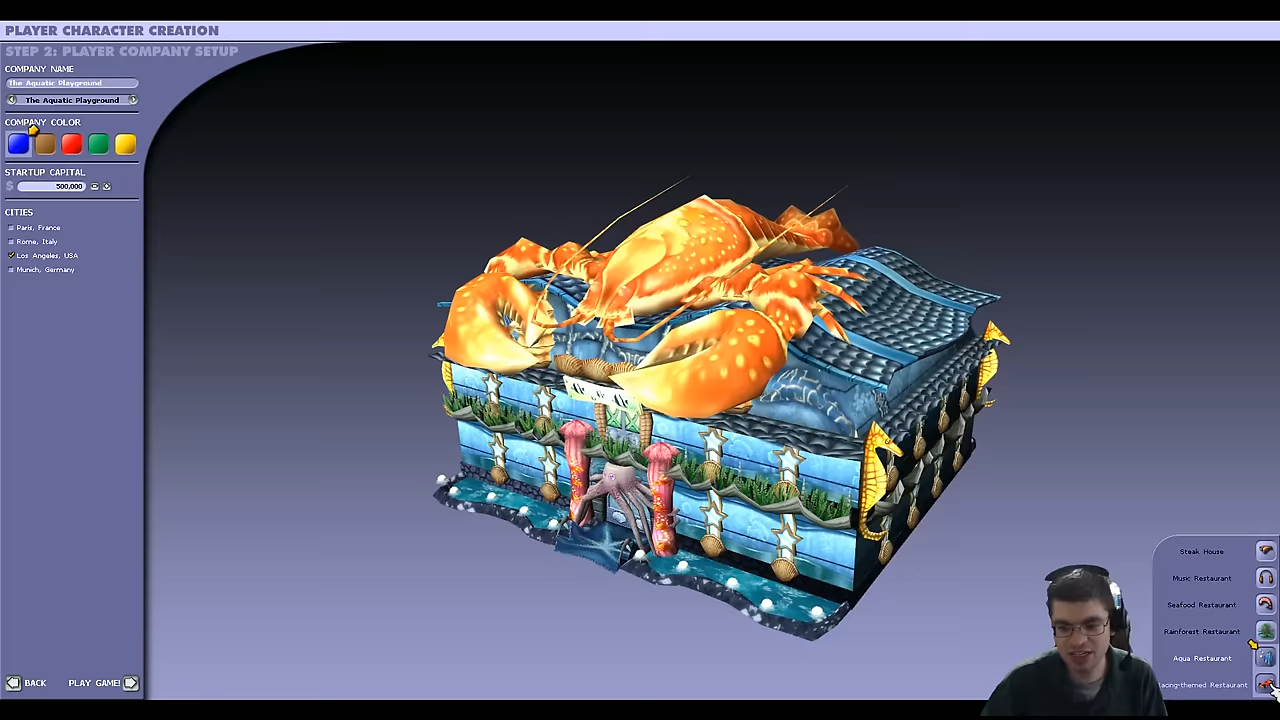 PLAYER CHARACTER CREATION
STEP 2: PLAYER COMPANY SETUP
COMPANY NAME
The Aquatic Playground
The Aquatic Playground
COMPANY COLOR
STARTUP CAPITAL
$ 500,000
CITIES
Paris, France
Rome, Italy
Los Angeles, USA
Munich, Germany
Steak House
Music Restaurant
Seafood Restaurant
Rainforest Restaurant
Aqua Restaurant
acing-themed Restaurant
BACK
PLAY GAME!